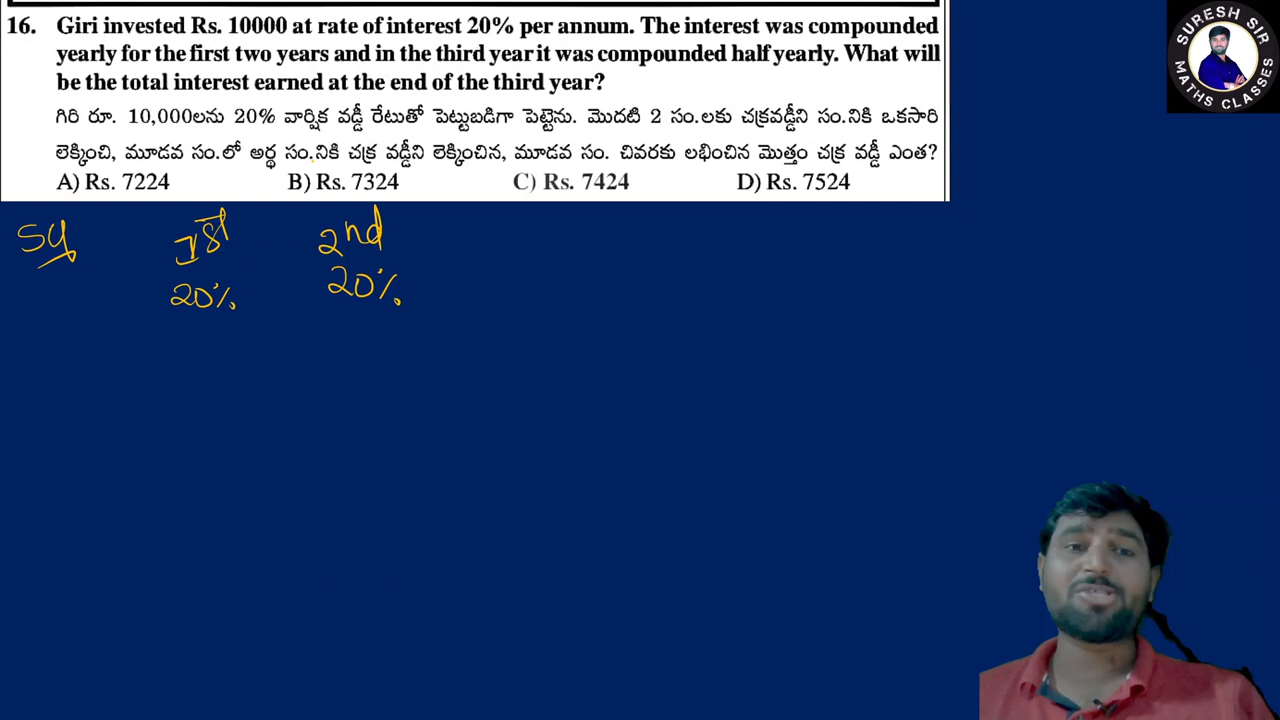 16. Giri invested Rs. 10000 at rate of interest 20% per annum. The interest was compounded
yearly for the first two years and in the third year it was compounded half yearly. What will
be the total interest earned at the end of the third year?
గిరి రూ. 10,000లను 20% వార్షిక వడ్డీ రేటుతో పెట్టుబడిగా పెట్టెను. మొదటి 2 సం.లకు చక్రవడ్డీని సం.నికి ఒకసారి
లెక్కించి, మూడవ సం.లో అర్థ సం.నికి చక్ర వడ్డీని లెక్కించిన, మూడవ సం. చివరకు లభించిన మొత్తం చక్ర వడ్డీ ఎంత?
A) Rs. 7224 B) Rs. 7324 C) Rs. 7424 D) Rs. 7524
1st 2nd
20% 20%
SURESH SIR
MATHS CLASSES